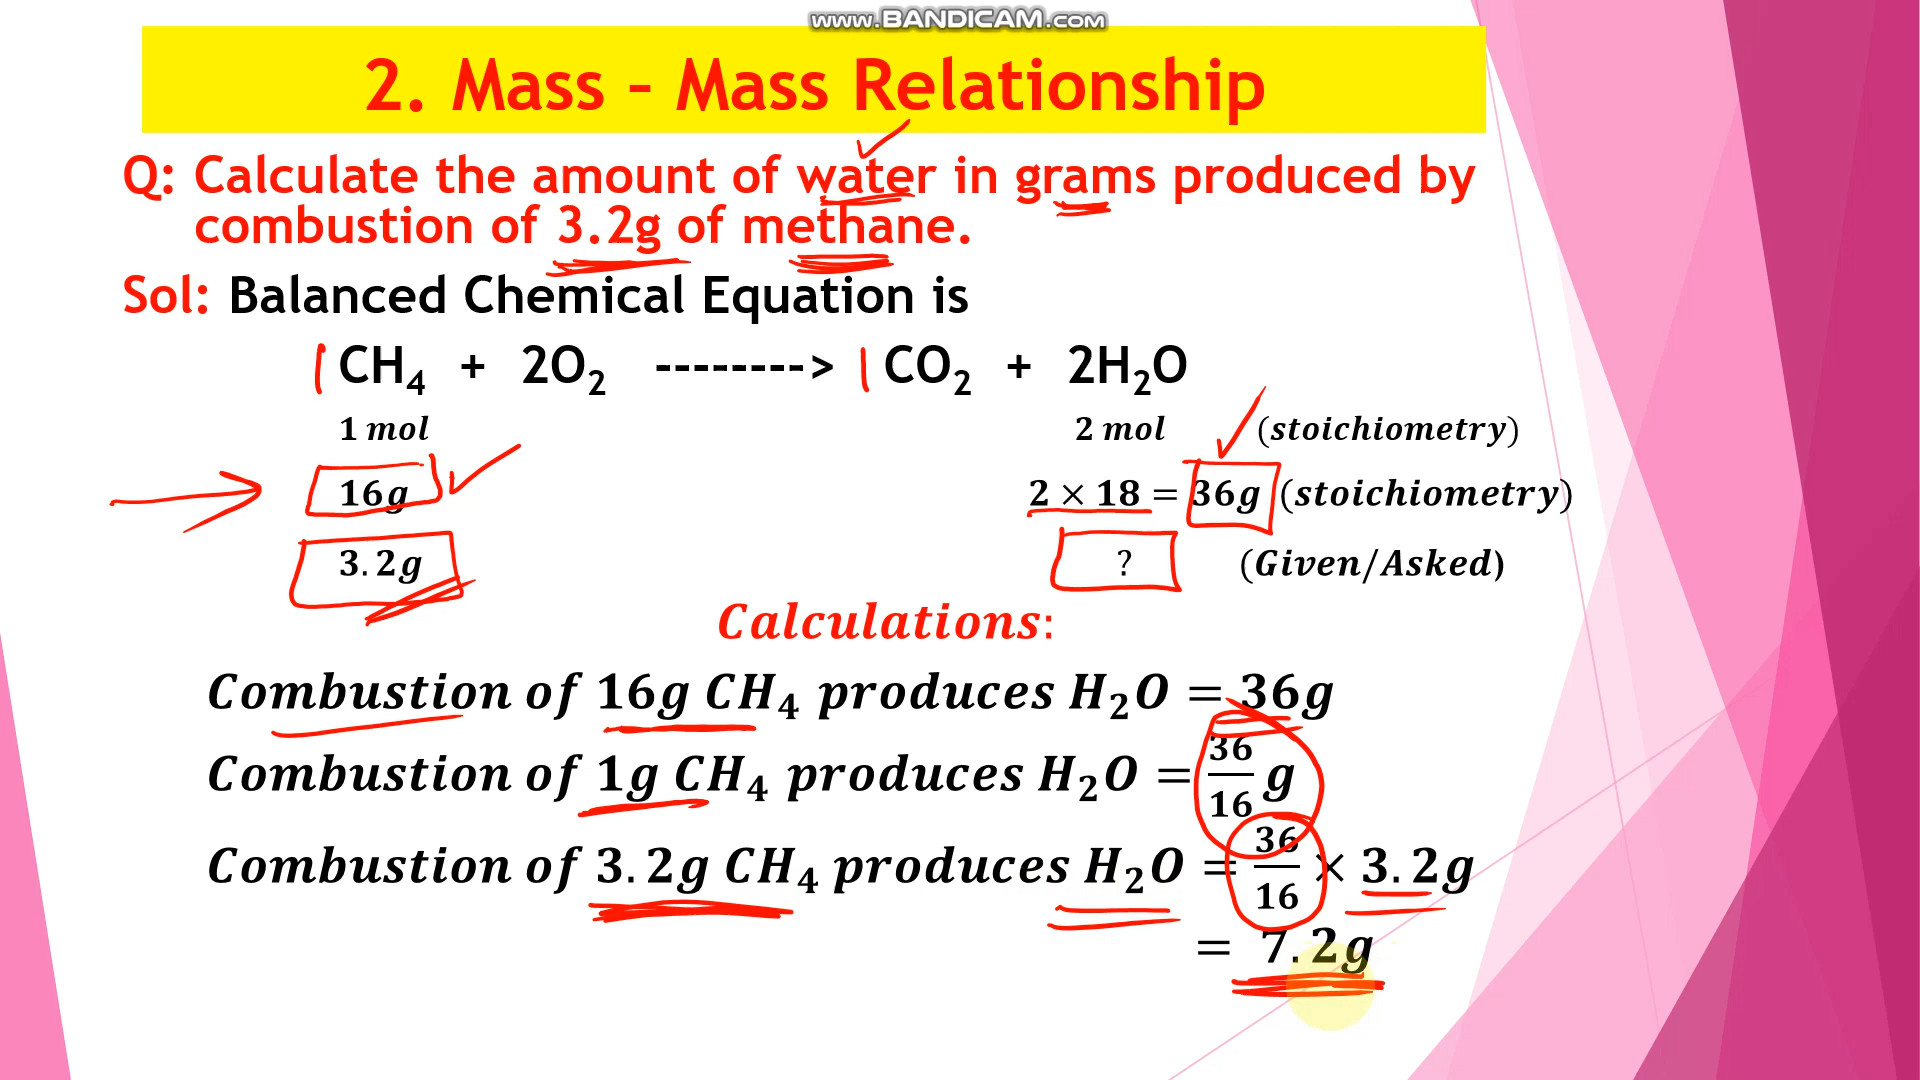 www.BANDICAM.com
2. Mass – Mass Relationship
Q: Calculate the amount of water in grams produced by
combustion of 3.2g of methane.
Sol: Balanced Chemical Equation is
1 CH₄ + 2O₂ --------> 1 CO₂ + 2H₂O
1 mol 2 mol (stoichiometry)
16g 2 × 18 = 36g (stoichiometry)
3.2g ? (Given/Asked)
Calculations:
Combustion of 16g CH₄ produces H₂O = 36g
Combustion of 1g CH₄ produces H₂O = 36/16 g
Combustion of 3.2g CH₄ produces H₂O = 36/16 × 3.2g
= 7.2g